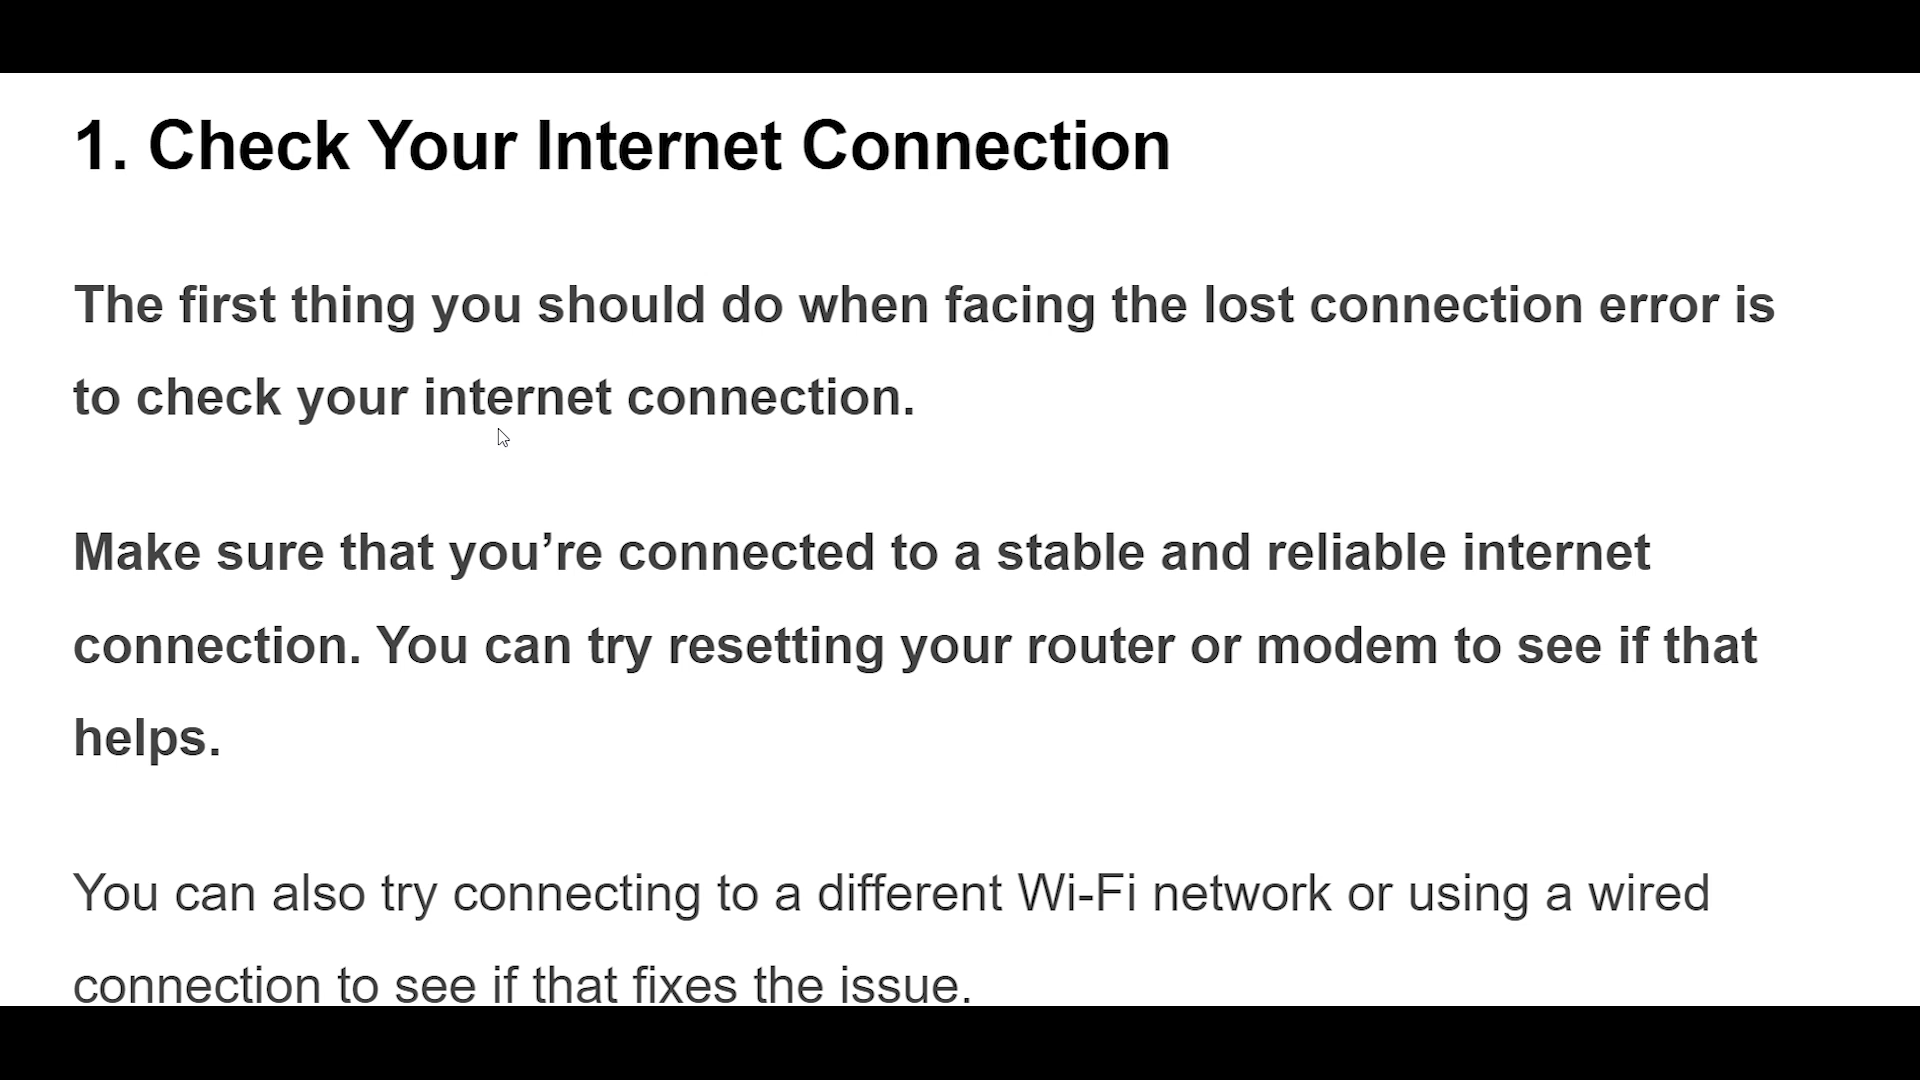 1. Check Your Internet Connection
The first thing you should do when facing the lost connection error is
to check your internet connection.
Make sure that you’re connected to a stable and reliable internet
connection. You can try resetting your router or modem to see if that
helps.
You can also try connecting to a different Wi-Fi network or using a wired
connection to see if that fixes the issue.